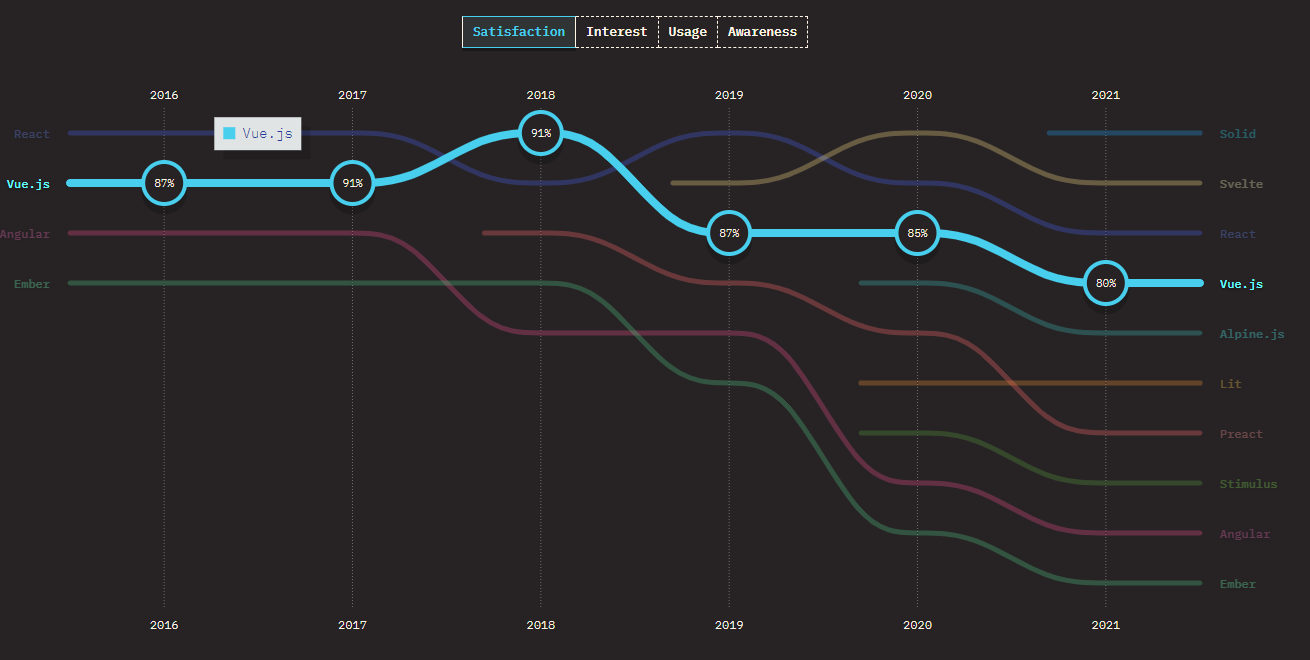 Satisfaction Interest Usage Awareness
2016 2017 2018 2019 2020 2021
React Vue.js 91% Solid
Vue.js 87% 91% Svelte
Angular 87% 85% React
Ember 80% Vue.js
Alpine.js
Lit
Preact
Stimulus
Angular
Ember
2016 2017 2018 2019 2020 2021